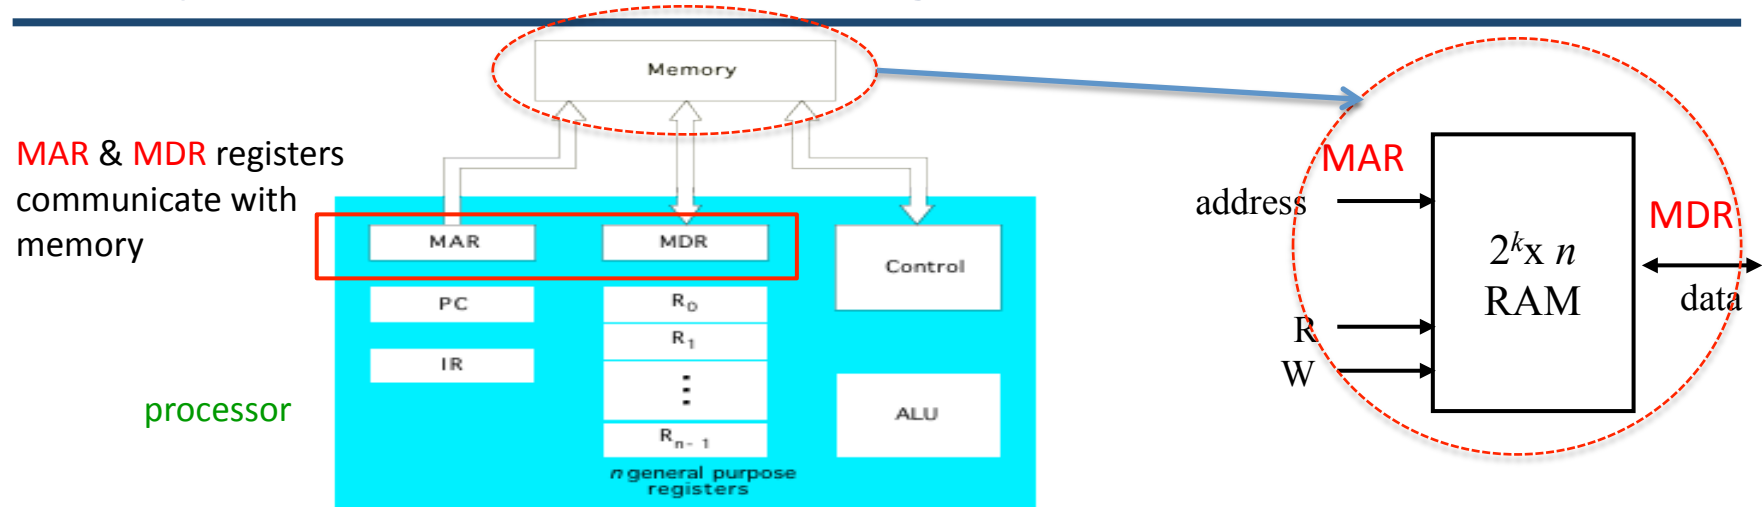 Memory
MAR & MDR registers
communicate with
memory
MAR
MDR
Control
PC
R0
R1
IR
ALU
Rn-1
n general purpose
registers
processor
MAR
address
MDR
2^k x n
RAM
data
R
W